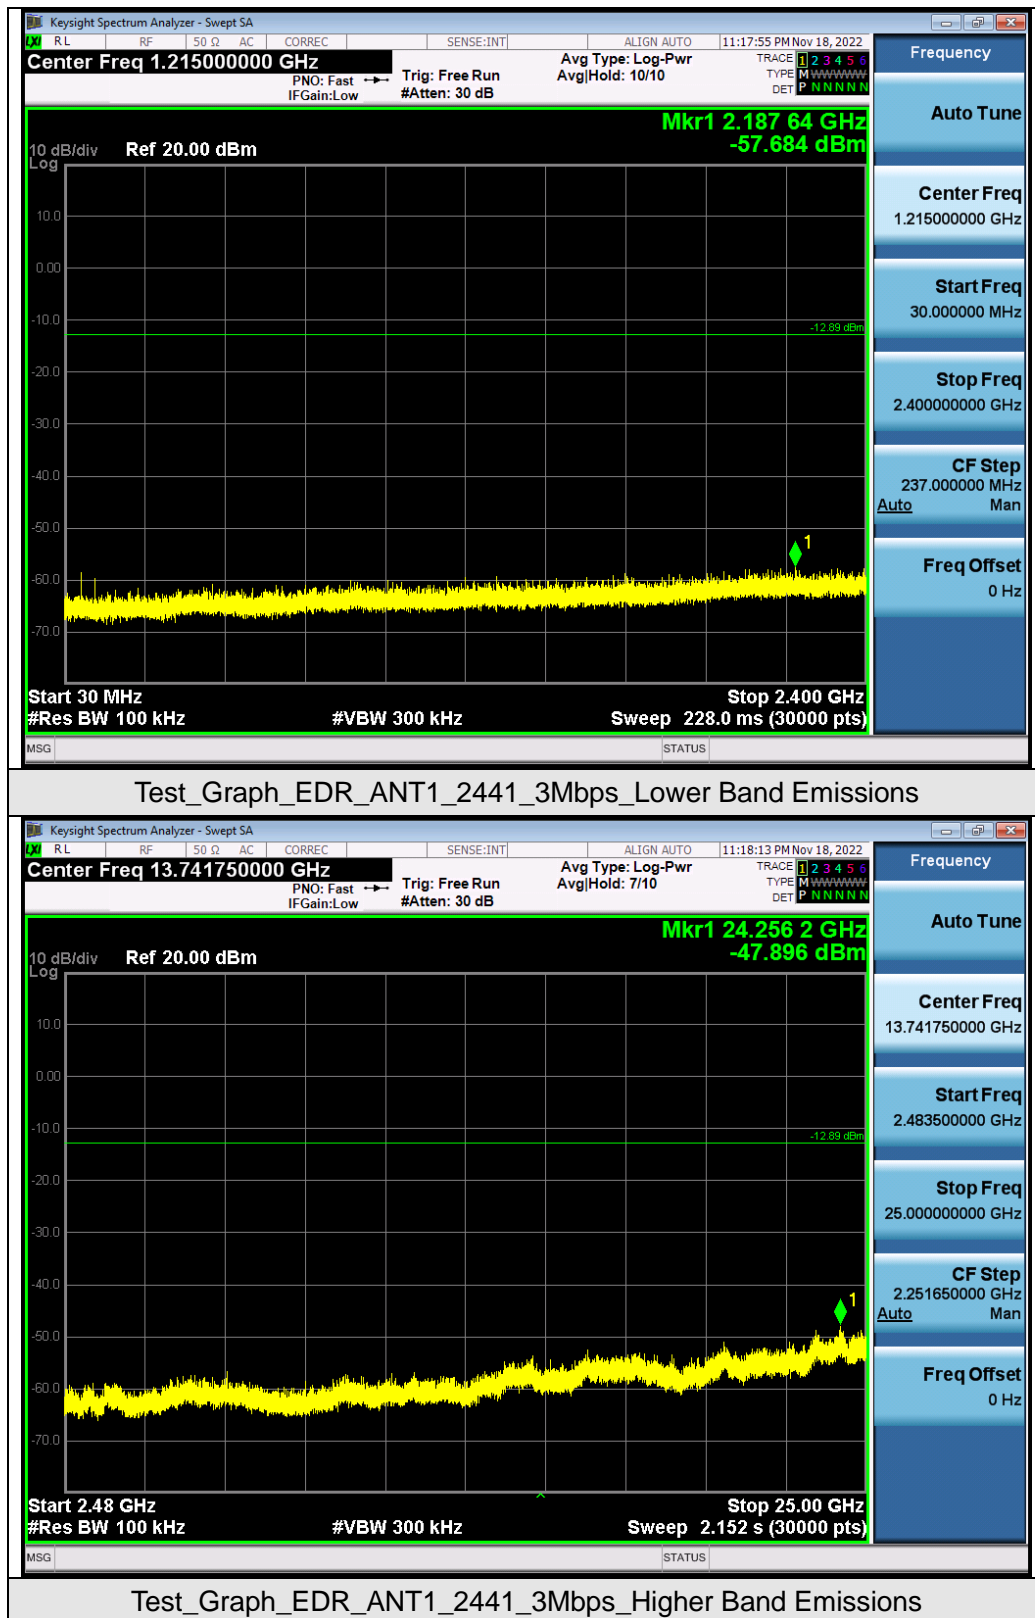 Keysight Spectrum Analyzer - Swept SA
LXI RL RF 50 Ω AC CORREC SENSE:INT ALIGN AUTO 11:17:55 PM Nov 18, 2022
Center Freq 1.215000000 GHz
PNO: Fast
IFGain:Low
Trig: Free Run
#Atten: 30 dB
Avg Type: Log-Pwr
Avg|Hold: 10/10
TRACE 1 2 3 4 5 6
TYPE M WWWWW
DET P N N N N N
Frequency
Mkr1 2.187 64 GHz
-57.684 dBm
10 dB/div
Log
Ref 20.00 dBm
10.0
0.00
-10.0
-12.89 dBm
-20.0
-30.0
-40.0
-50.0
1
-60.0
-70.0
Start 30 MHz
Stop 2.400 GHz
#Res BW 100 kHz
#VBW 300 kHz
Sweep 228.0 ms (30000 pts)
MSG
STATUS
Auto Tune
Center Freq
1.215000000 GHz
Start Freq
30.000000 MHz
Stop Freq
2.400000000 GHz
CF Step
237.000000 MHz
Auto Man
Freq Offset
0 Hz
Test_Graph_EDR_ANT1_2441_3Mbps_Lower Band Emissions
Keysight Spectrum Analyzer - Swept SA
LXI RL RF 50 Ω AC CORREC SENSE:INT ALIGN AUTO 11:18:13 PM Nov 18, 2022
Center Freq 13.741750000 GHz
PNO: Fast
IFGain:Low
Trig: Free Run
#Atten: 30 dB
Avg Type: Log-Pwr
Avg|Hold: 7/10
TRACE 1 2 3 4 5 6
TYPE M WWWWW
DET P N N N N N
Frequency
Mkr1 24.256 2 GHz
-47.896 dBm
10 dB/div
Log
Ref 20.00 dBm
10.0
0.00
-10.0
-12.89 dBm
-20.0
-30.0
-40.0
1
-50.0
-60.0
-70.0
Start 2.48 GHz
Stop 25.00 GHz
#Res BW 100 kHz
#VBW 300 kHz
Sweep 2.152 s (30000 pts)
MSG
STATUS
Auto Tune
Center Freq
13.741750000 GHz
Start Freq
2.483500000 GHz
Stop Freq
25.000000000 GHz
CF Step
2.251650000 GHz
Auto Man
Freq Offset
0 Hz
Test_Graph_EDR_ANT1_2441_3Mbps_Higher Band Emissions